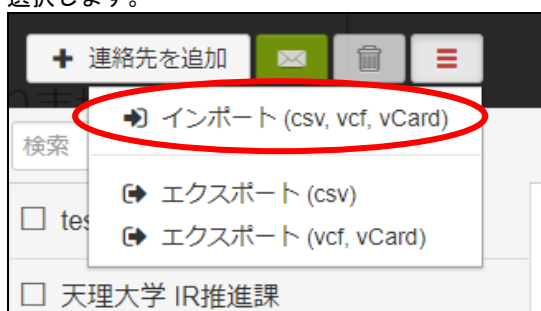 選択します。
連絡先を追加
インポート (csv, vcf, vCard)
検索
エクスポート (csv)
tes
エクスポート (vcf, vCard)
天理大学 IR推進課